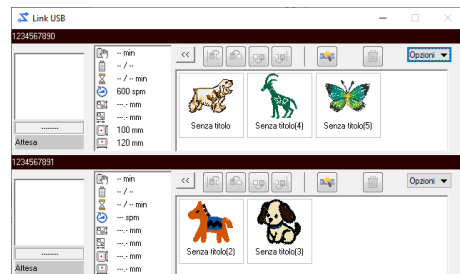 Link USB
1234567890
-- min
-- / --
-- / -- min
600 spm
---.- mm
---.- mm
100 mm
120 mm
--------
Attesa
<<
Opzioni
Senza titolo
Senza titolo(4)
Senza titolo(5)
1234567891
-- min
-- / --
-- / -- min
--- spm
---.- mm
---.- mm
---.- mm
---.- mm
--------
Attesa
<<
Opzioni
Senza titolo(2)
Senza titolo(3)